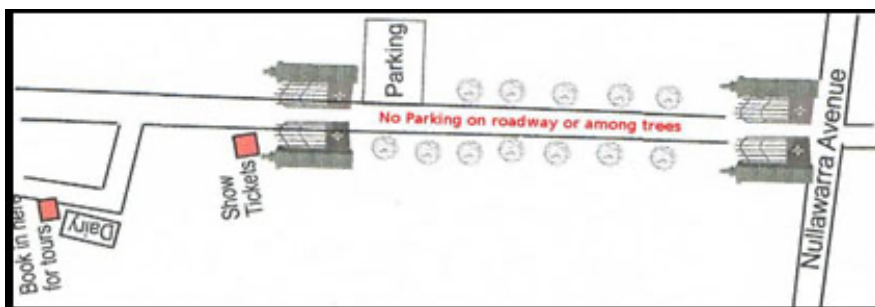 Parking
No Parking on roadway or among trees
Nullawarra Avenue
Show
Tickets
Dairy
Book in here
for tours